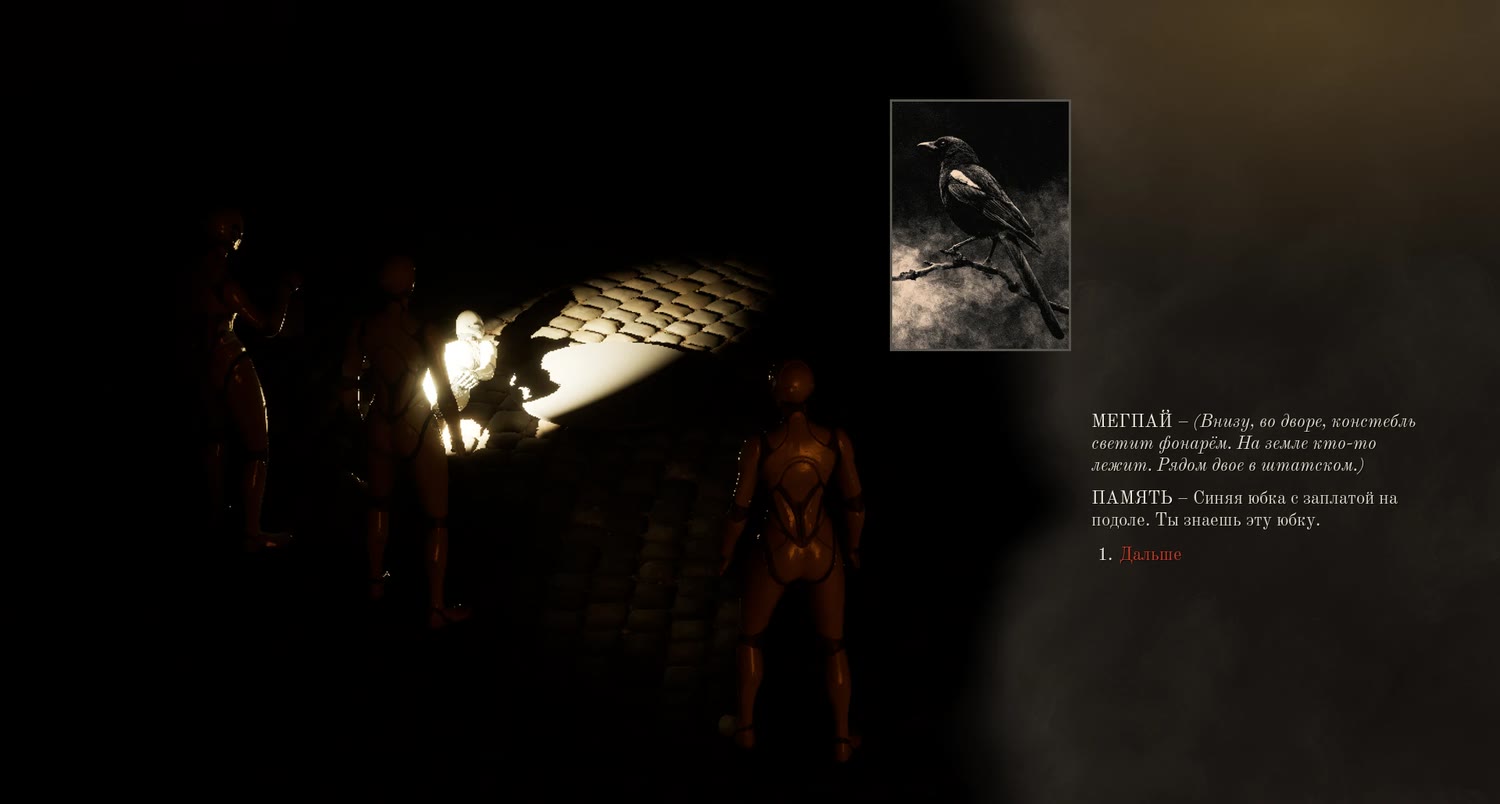 МЕГПАЙ – (Внизу, во дворе, констебль
светит фонарём. На земле кто-то
лежит. Рядом двое в штатском.)
ПАМЯТЬ – Синяя юбка с заплатой на
подоле. Ты знаешь эту юбку.
1. Дальше